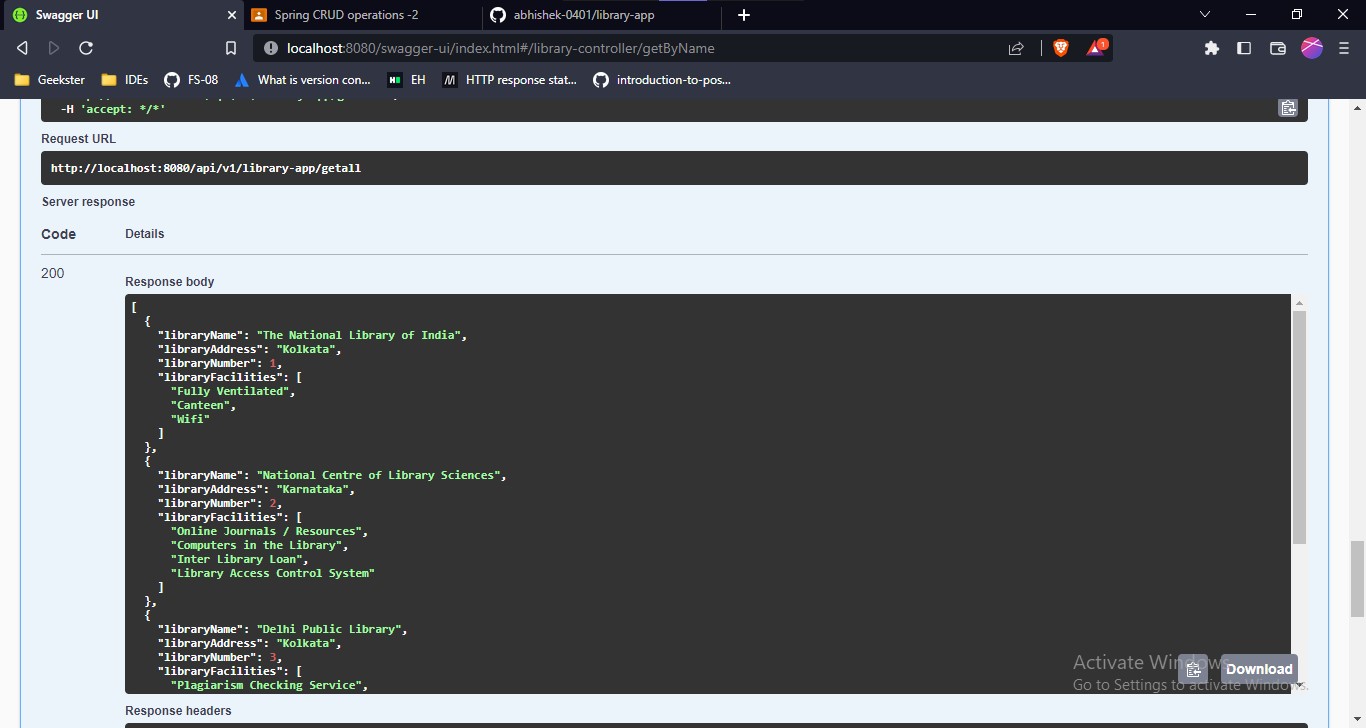 Swagger UI
Spring CRUD operations -2
abhishek-0401/library-app
localhost:8080/swagger-ui/index.html#/library-controller/getByName
1
Geekster
IDEs
FS-08
What is version con...
EH
HTTP response stat...
introduction-to-pos...
-H 'accept: */*'
Request URL
http://localhost:8080/api/v1/library-app/getall
Server response
Code Details
200
Response body
[
{
"libraryName": "The National Library of India",
"libraryAddress": "Kolkata",
"libraryNumber": 1,
"libraryFacilities": [
"Fully Ventilated",
"Canteen",
"Wifi"
]
},
{
"libraryName": "National Centre of Library Sciences",
"libraryAddress": "Karnataka",
"libraryNumber": 2,
"libraryFacilities": [
"Online Journals / Resources",
"Computers in the Library",
"Inter Library Loan",
"Library Access Control System"
]
},
{
"libraryName": "Delhi Public Library",
"libraryAddress": "Kolkata",
"libraryNumber": 3,
"libraryFacilities": [
"Plagiarism Checking Service",
Activate Windows
Go to Settings to activate Windows.
Download
Response headers